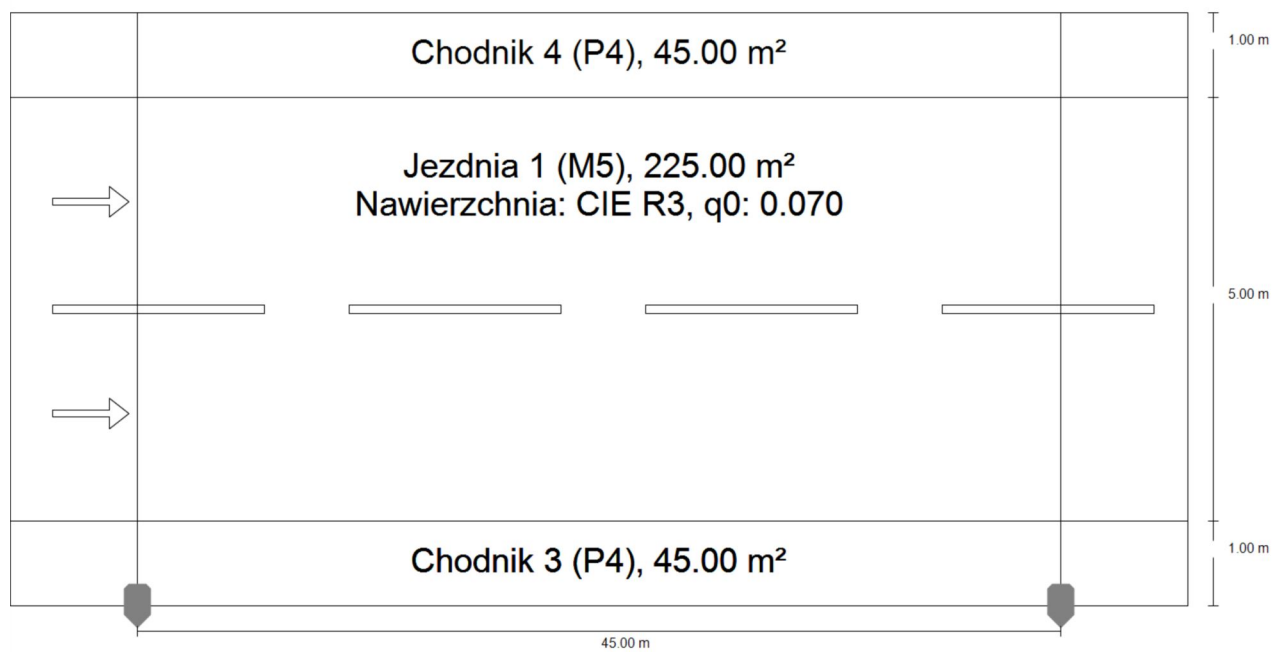 Chodnik 4 (P4), 45.00 m²
1.00 m
Jezdnia 1 (M5), 225.00 m²
Nawierzchnia: CIE R3, q0: 0.070
5.00 m
Chodnik 3 (P4), 45.00 m²
1.00 m
45.00 m